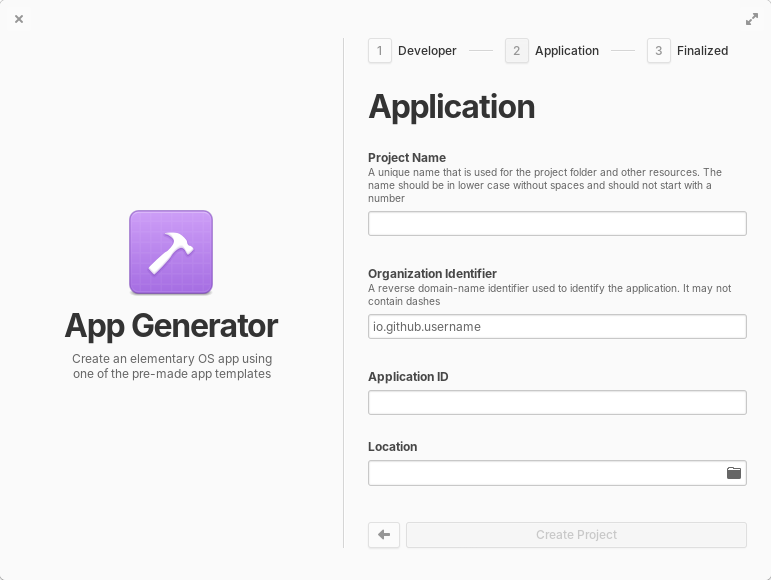 1 Developer 2 Application 3 Finalized
Application
Project Name
A unique name that is used for the project folder and other resources. The
name should be in lower case without spaces and should not start with a
number
Organization Identifier
A reverse domain-name identifier used to identify the application. It may not
contain dashes
io.github.username
Application ID
Location
Create Project
App Generator
Create an elementary OS app using
one of the pre-made app templates